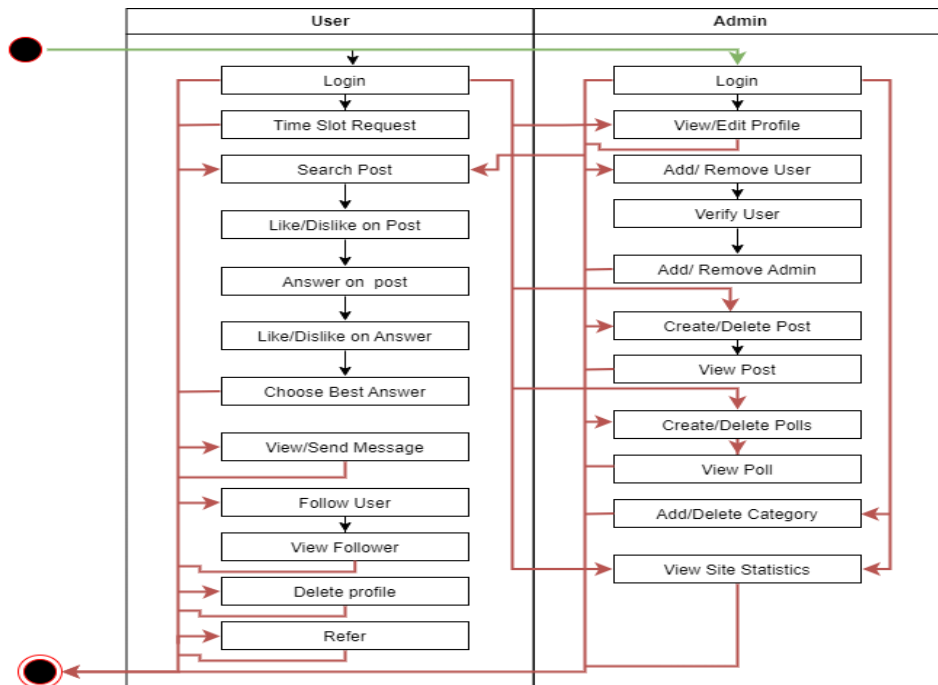 User
Admin
Login
Time Slot Request
Search Post
Like/Dislike on Post
Answer on post
Like/Dislike on Answer
Choose Best Answer
View/Send Message
Follow User
View Follower
Delete profile
Refer
Login
View/Edit Profile
Add/ Remove User
Verify User
Add/ Remove Admin
Create/Delete Post
View Post
Create/Delete Polls
View Poll
Add/Delete Category
View Site Statistics